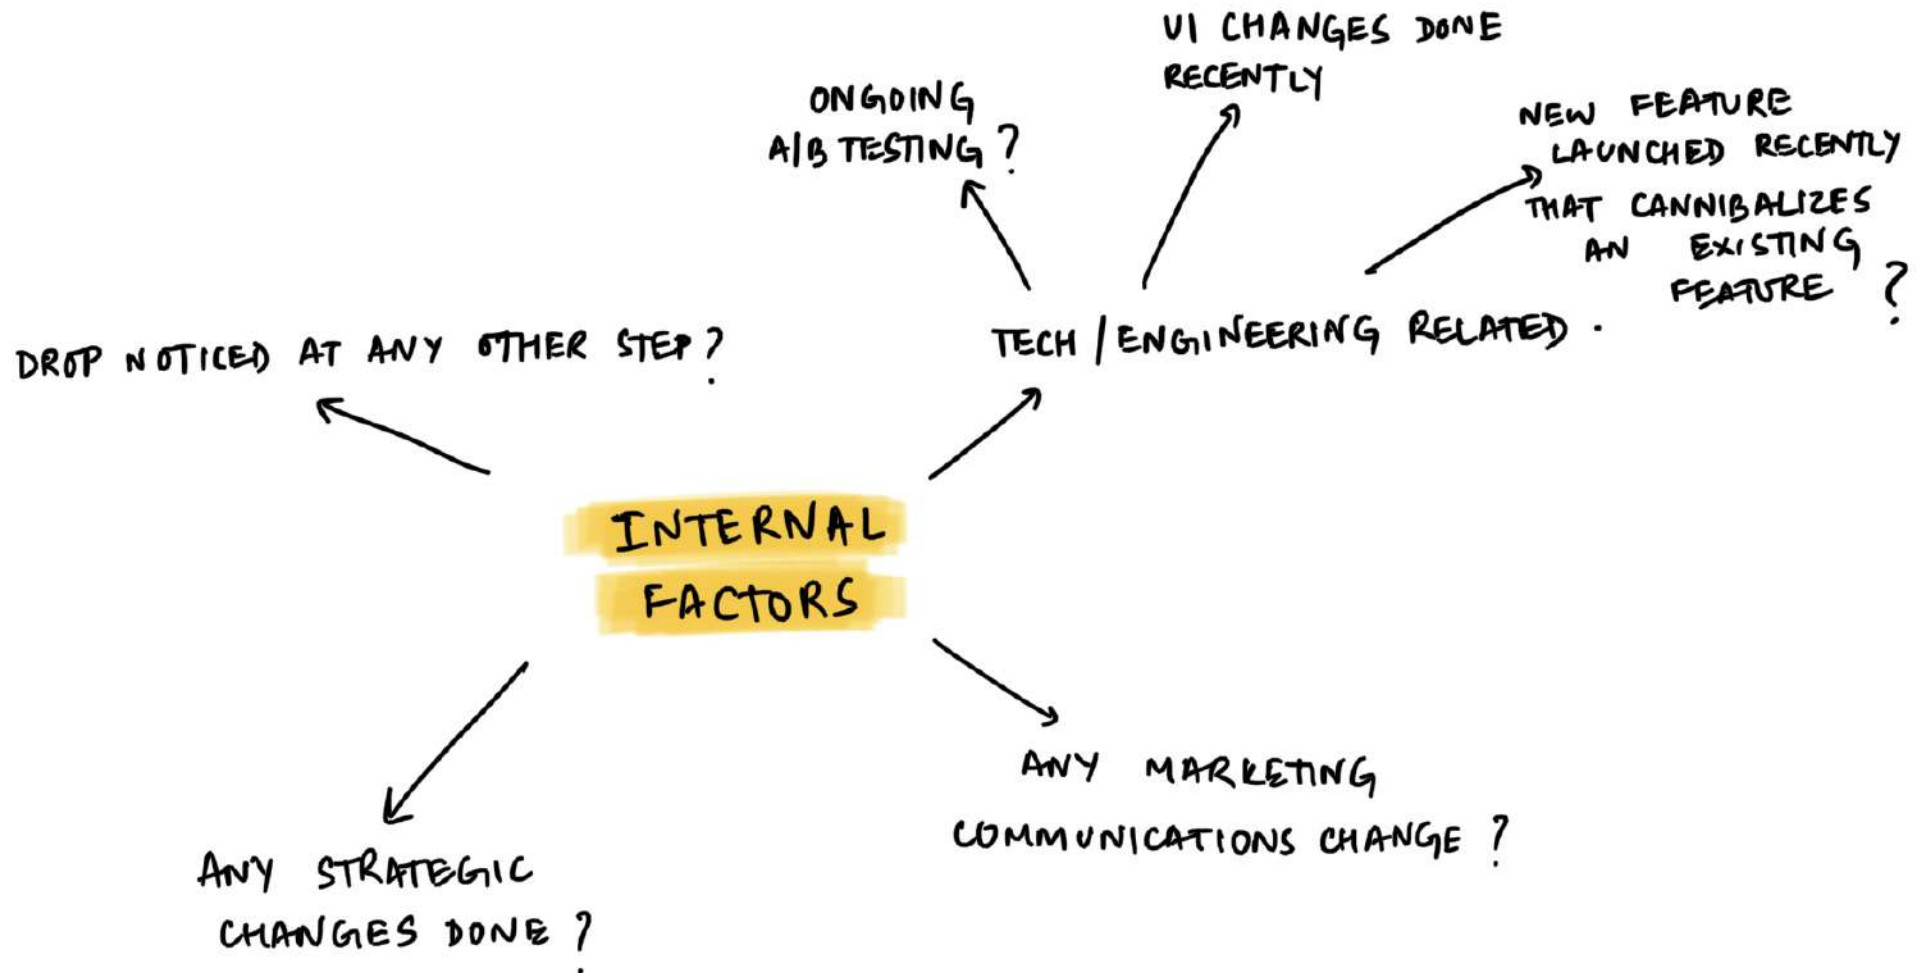 UI CHANGES DONE
RECENTLY
ONGOING
A/B TESTING ?
NEW FEATURE
LAUNCHED RECENTLY
THAT CANNIBALIZES
AN EXISTING
FEATURE ?
DROP NOTICED AT ANY OTHER STEP ?
TECH / ENGINEERING RELATED .
INTERNAL
FACTORS
ANY MARKETING
COMMUNICATIONS CHANGE ?
ANY STRATEGIC
CHANGES DONE ?